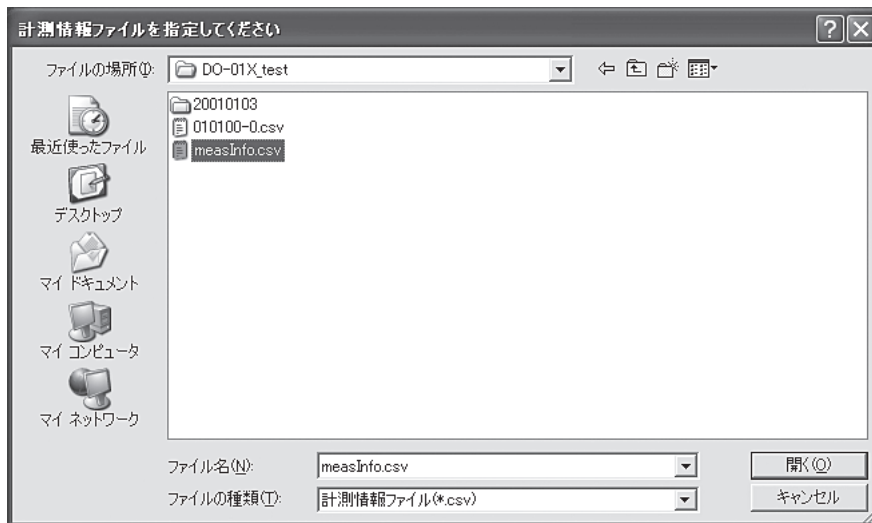 計測情報ファイルを指定してください
ファイルの場所(I):
DO-01X_test
20010103
010100-0.csv
measInfo.csv
最近使ったファイル
デスクトップ
マイ ドキュメント
マイ コンピュータ
マイ ネットワーク
ファイル名(N):
measInfo.csv
開く(O)
ファイルの種類(T):
計測情報ファイル(*.csv)
キャンセル